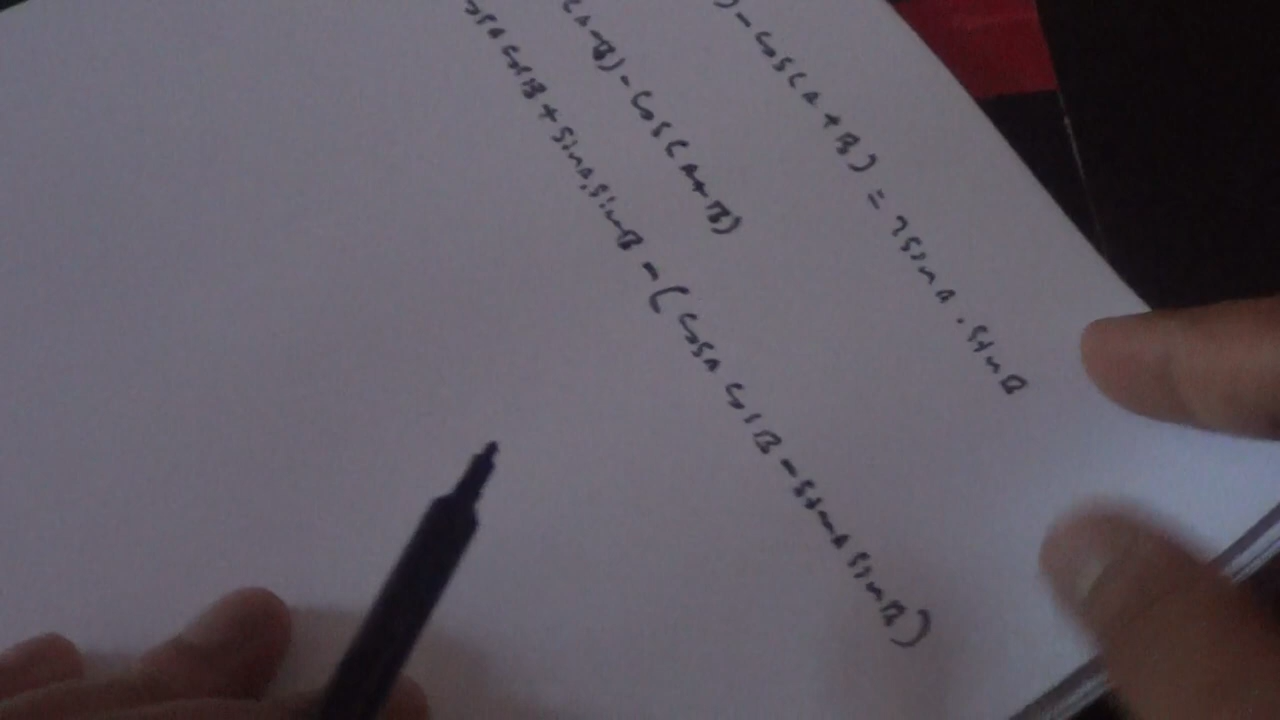 ) - cos(A+B) = 2sinA.sinB
(A-B) - cos(A+B)
cosA cosB + sinA.sinB - (cosA cosB - sinA sinB)